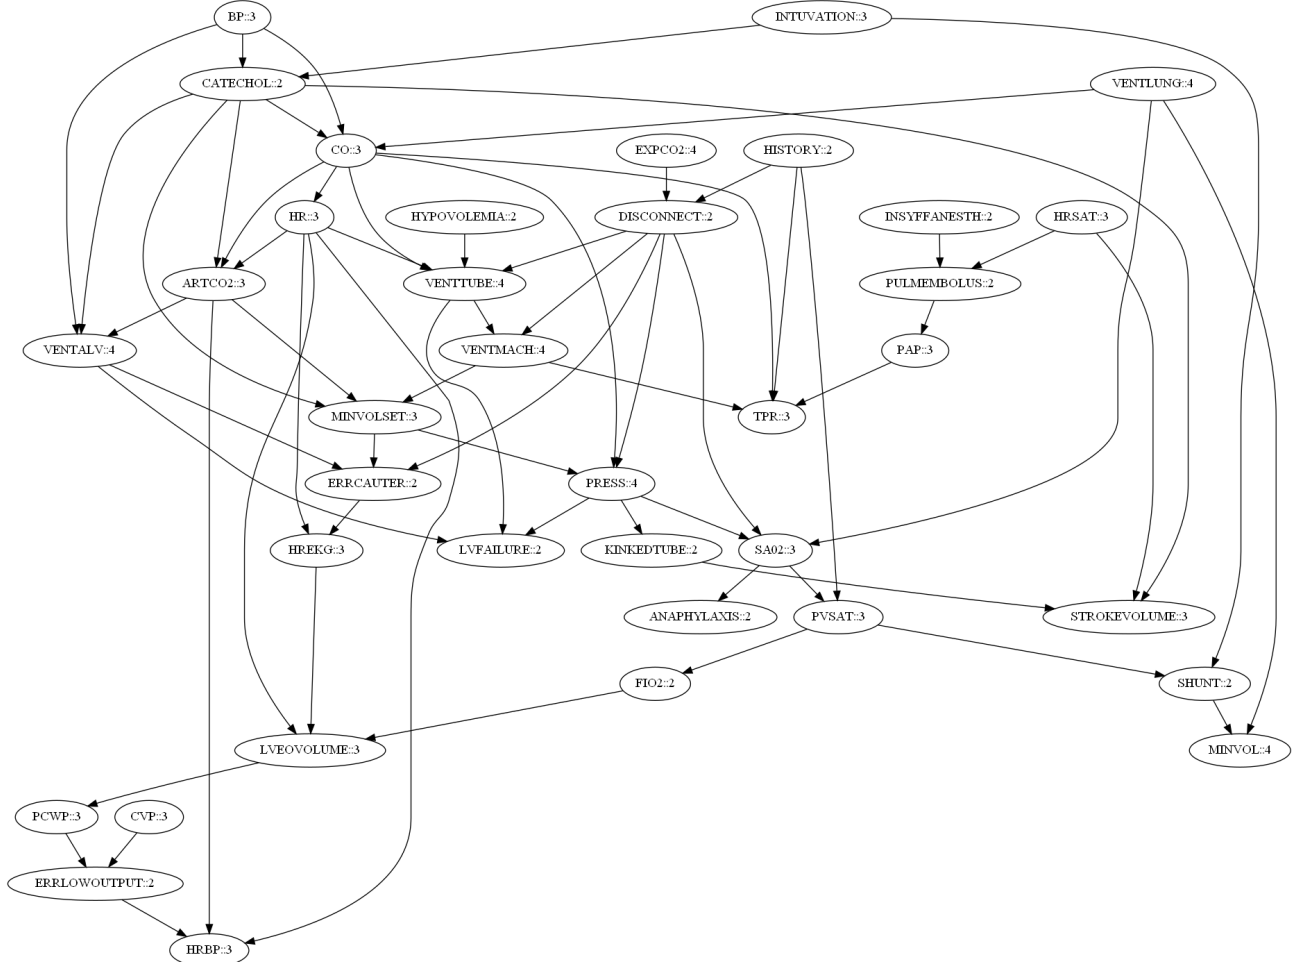 BP::3
INTUVATION::3
CATECHOL::2
VENTLUNG::4
CO::3
EXPCO2::4
HISTORY::2
HR::3
HYPOVOLEMIA::2
DISCONNECT::2
INSYFFANESTH::2
HRSAT::3
ARTCO2::3
VENTTUBE::4
PULMEMBOLUS::2
VENTALV::4
VENTMACH::4
PAP::3
MINVOLSET::3
TPR::3
ERRCAUTER::2
PRESS::4
HREKG::3
LVFAILURE::2
KINKEDTUBE::2
SA02::3
ANAPHYLAXIS::2
PVSAT::3
STROKEVOLUME::3
FIO2::2
SHUNT::2
LVEOVOLUME::3
MINVOL::4
PCWP::3
CVP::3
ERRLOWOUTPUT::2
HRBP::3